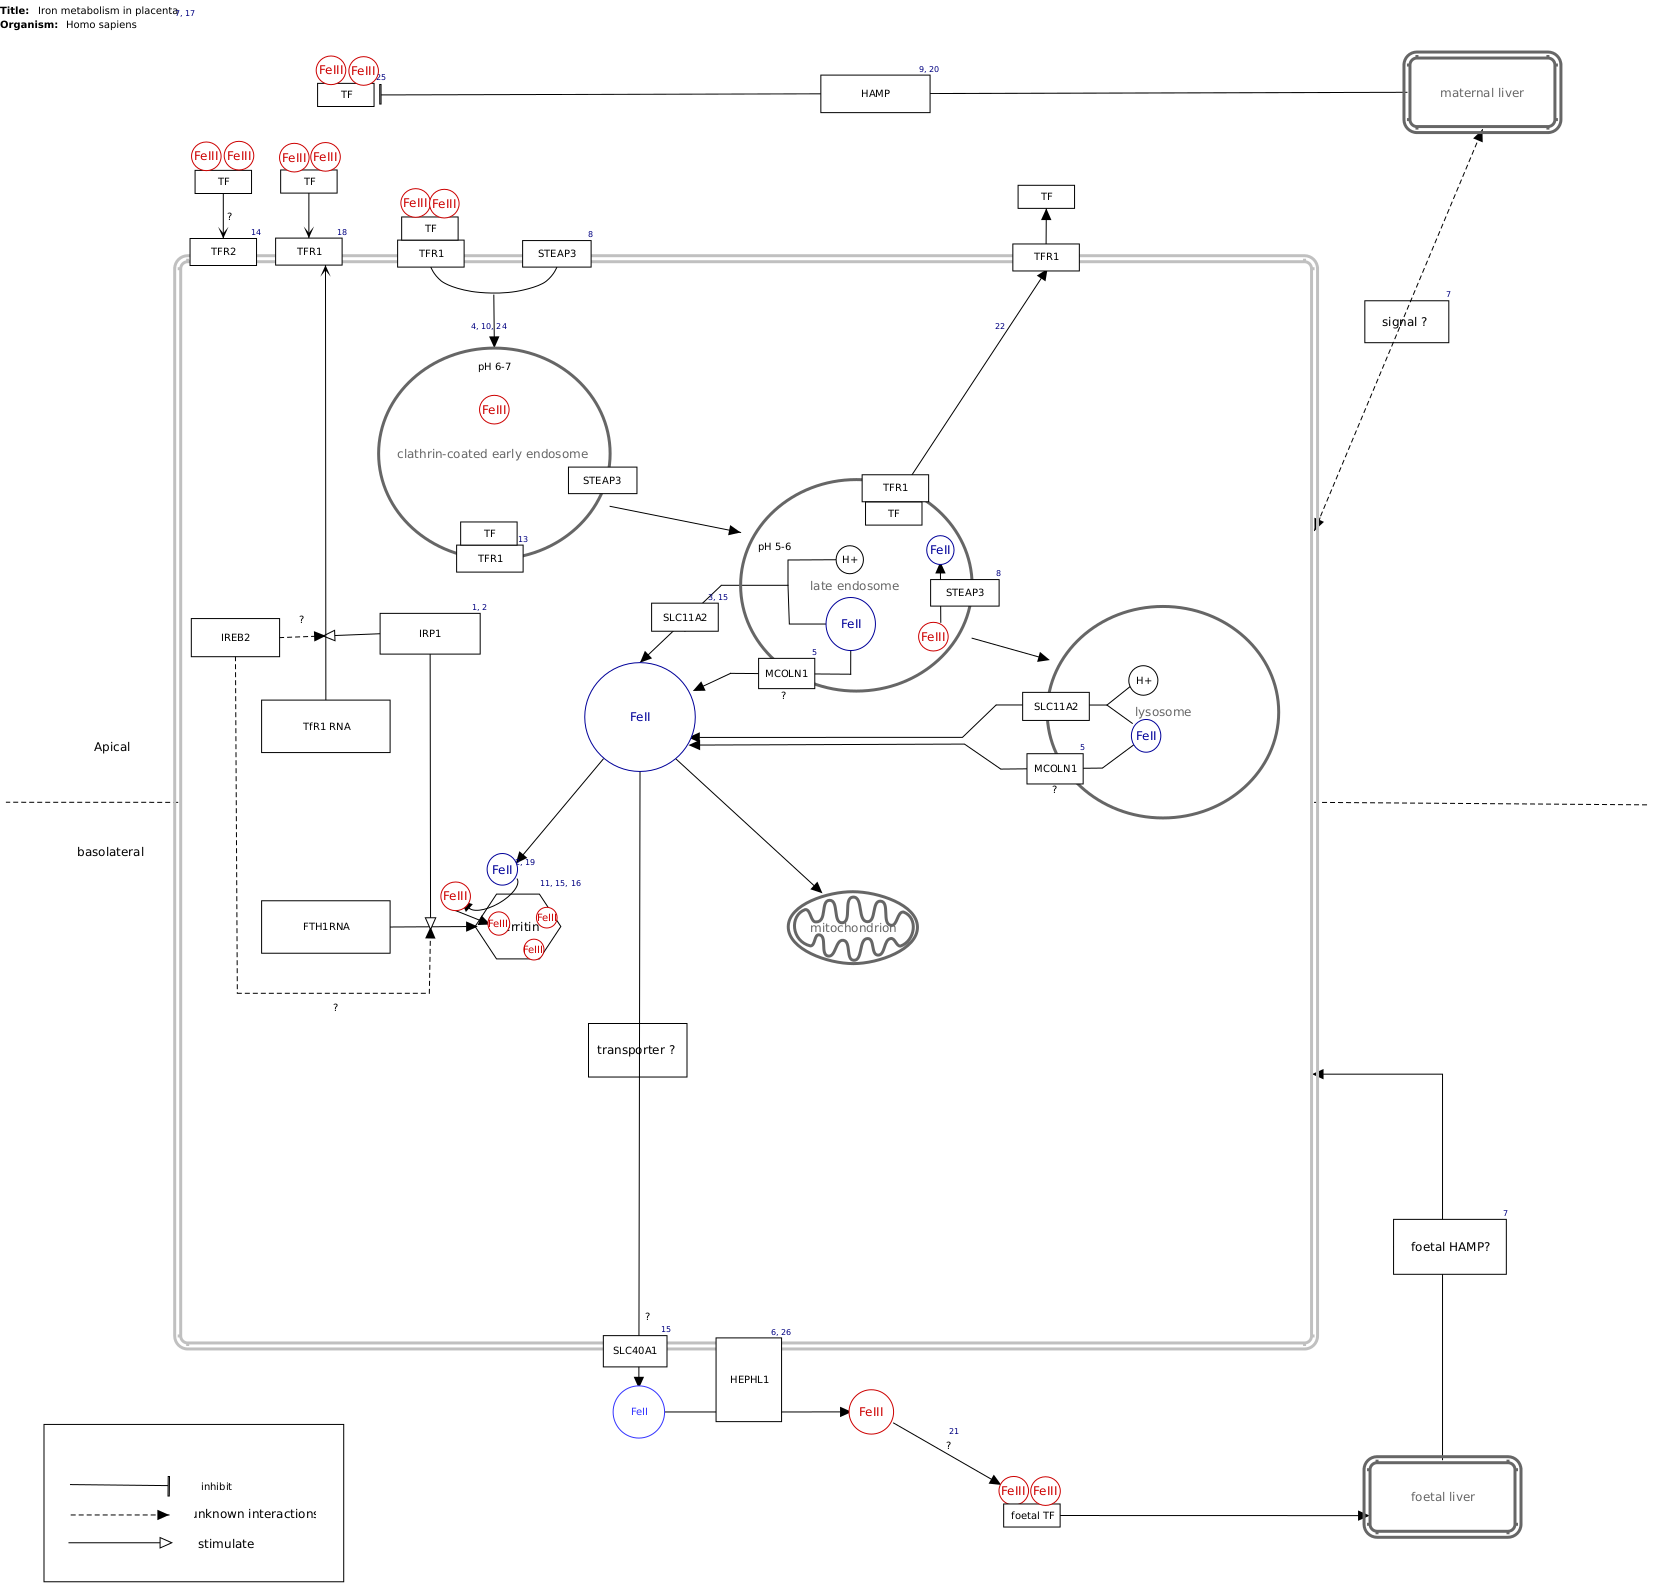 Title: Iron metabolism in placenta 7, 17
Organism: Homo sapiens
FeIII FeIII
25
TF
9, 20
HAMP
maternal liver
FeIII FeIII
TF
?
14
TFR2
FeIII FeIII
TF
18
TFR1
FeIII FeIII
TF
TFR1
8
STEAP3
TF
TFR1
7
signal ?
4, 10, 24
22
pH 6-7
FeIII
clathrin-coated early endosome
STEAP3
TF
13
TFR1
TFR1
TF
pH 5-6
H+
FeII
late endosome
8
STEAP3
FeII
FeIII
3, 15
SLC11A2
5
MCOLN1
?
1, 2
IRP1
?
IREB2
TfR1 RNA
FeII
H+
SLC11A2
lysosome
FeII
5
MCOLN1
?
Apical
basolateral
FeII
, 19
11, 15, 16
FeIII
FeIII
FeIII
rritin
FeIII
FTH1RNA
?
mitochondrion
transporter ?
7
foetal HAMP?
?
15
SLC40A1
6, 26
HEPHL1
FeII
FeIII
21
?
FeIII FeIII
foetal TF
foetal liver
inhibit
unknown interactions
stimulate